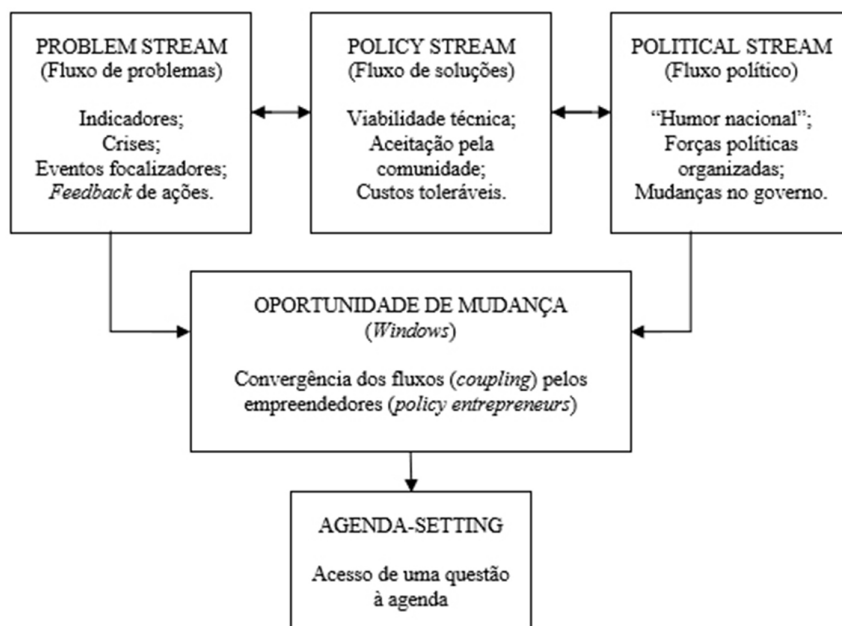 PROBLEM STREAM
(Fluxo de problemas)
Indicadores;
Crises;
Eventos focalizadores;
Feedback de ações.
POLICY STREAM
(Fluxo de soluções)
Viabilidade técnica;
Aceitação pela
comunidade;
Custos toleráveis.
POLITICAL STREAM
(Fluxo político)
“Humor nacional”;
Forças políticas
organizadas;
Mudanças no governo.
OPORTUNIDADE DE MUDANÇA
(Windows)
Convergência dos fluxos (coupling) pelos
empreendedores (policy entrepreneurs)
AGENDA-SETTING
Acesso de uma questão
à agenda